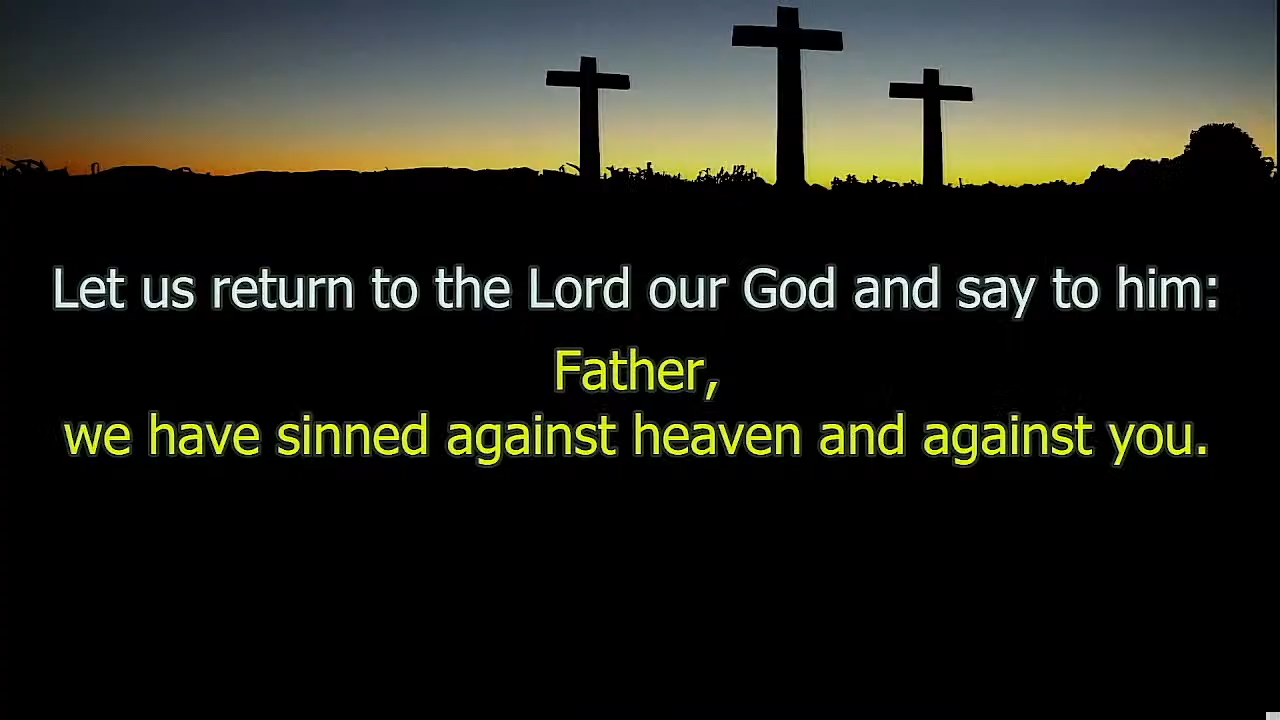 Let us return to the Lord our God and say to him:
Father,
we have sinned against heaven and against you.